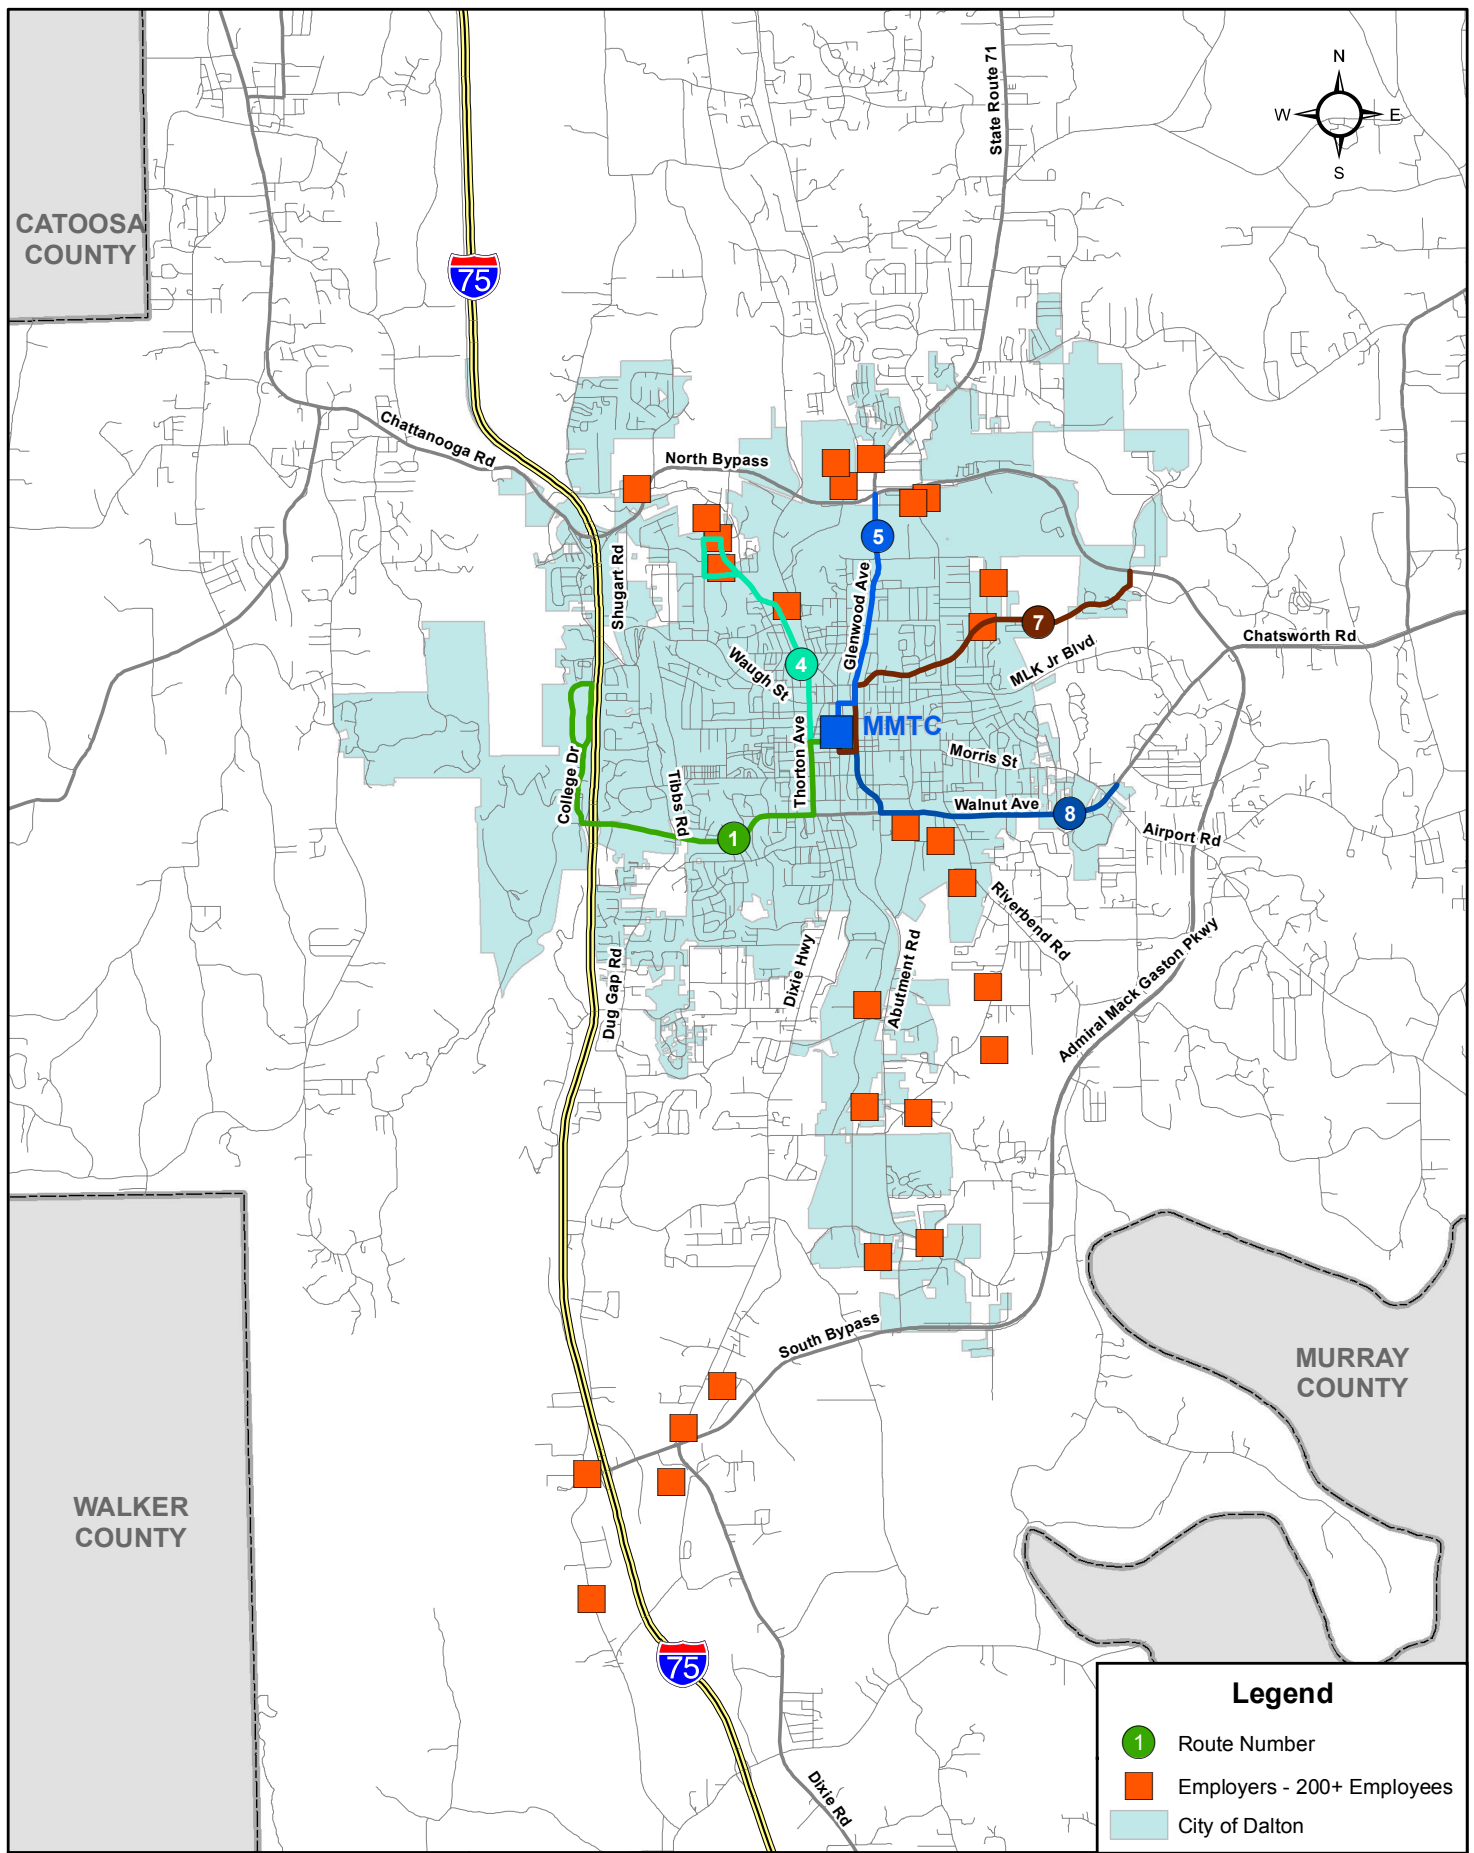 N
W
E
S
State Route 71
CATOOSA
COUNTY
75
Chattanooga Rd
North Bypass
5
Shugart Rd
Glenwood Ave
7
Chatsworth Rd
MLK Jr Blvd
Waugh St
4
MMTC
Thorton Ave
Morris St
College Dr
Tibbs Rd
Walnut Ave
8
1
Airport Rd
Riverbend Rd
Dixie Hwy
Abutment Rd
Dug Gap Rd
Admiral Mack Gaston Pkwy
South Bypass
MURRAY
COUNTY
WALKER
COUNTY
75
Dixie Rd
Legend
1 Route Number
Employers - 200+ Employees
City of Dalton